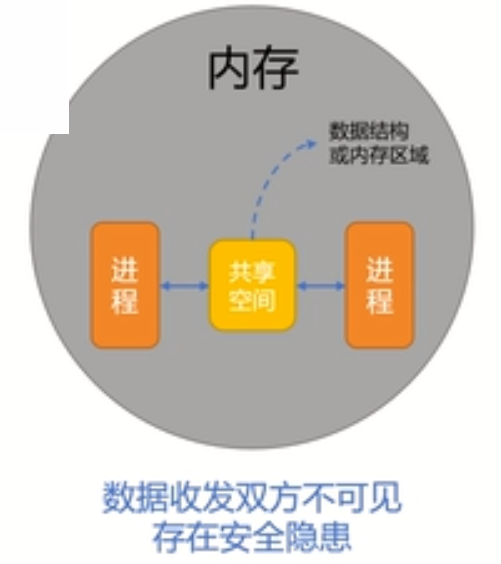 内存
数据结构
或内存区域
进
程
共享
空间
进
程
数据收发双方不可见
存在安全隐患